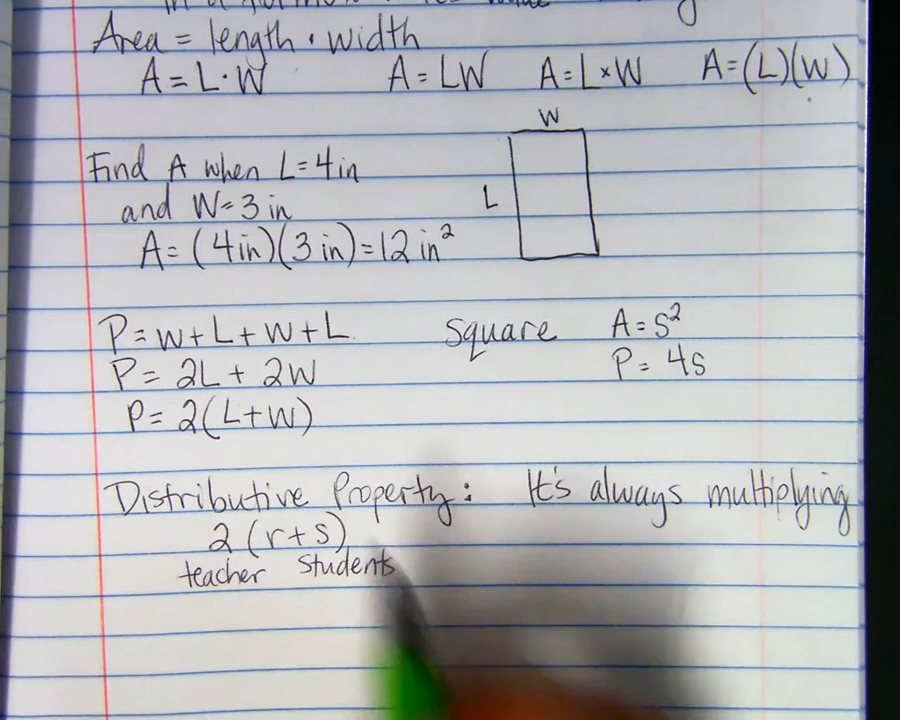 Area = length · width
A = L · W A = LW A = L × W A = (L)(W)
W
Find A when L = 4 in
L
and W = 3 in
A = (4 in)(3 in) = 12 in²
P = W + L + W + L Square A = S²
P = 2L + 2W P = 4S
P = 2(L + W)
Distributive Property: It's always multiplying
2 (r + s)
teacher students